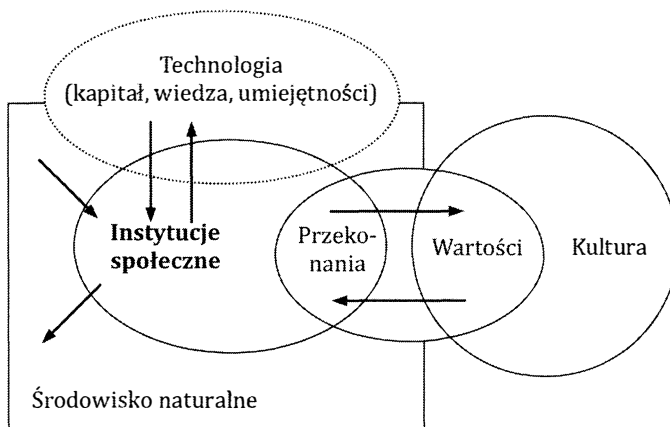 Technologia
(kapitał, wiedza, umiejętności)
Instytucje
społeczne
Przeko-
nania
Wartości
Kultura
Środowisko naturalne